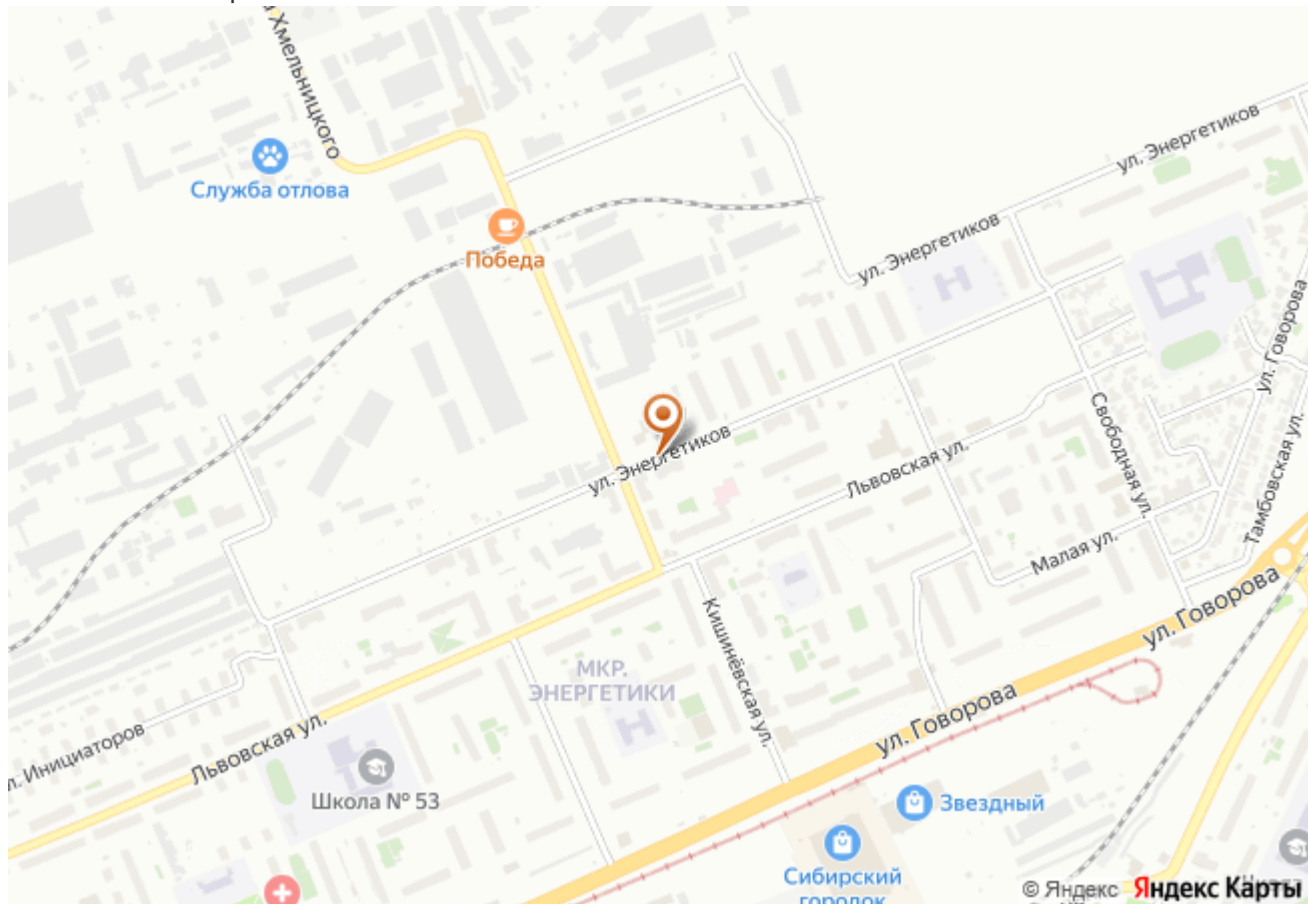 Хмельницкого
ул. Энергетиков
Служба отлова
ул. Энергетиков
Победа
ул. Говорова
Свободная ул.
ул. Энергетиков
Львовская ул.
Тамбовская ул.
Малая ул.
Кишинёвская ул.
ул. Говорова
МКР.
ЭНЕРГЕТИКИ
ул. Говорова
Львовская ул.
Инициаторов
Школа № 53
Звездный
Сибирский
городок
© Яндекс Яндекс Карты